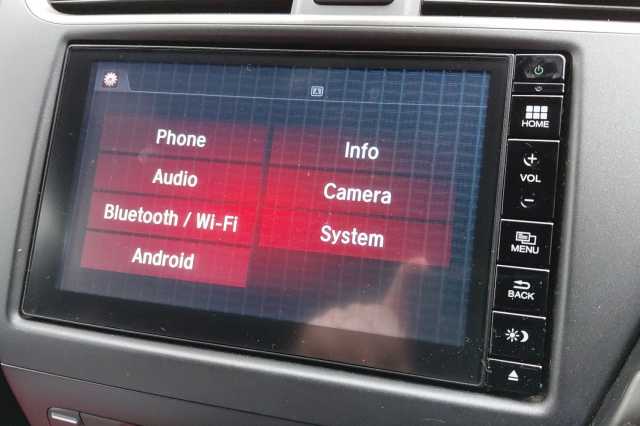 Phone
Audio
Bluetooth / Wi-Fi
Android
Info
Camera
System
HOME
VOL
MENU
BACK